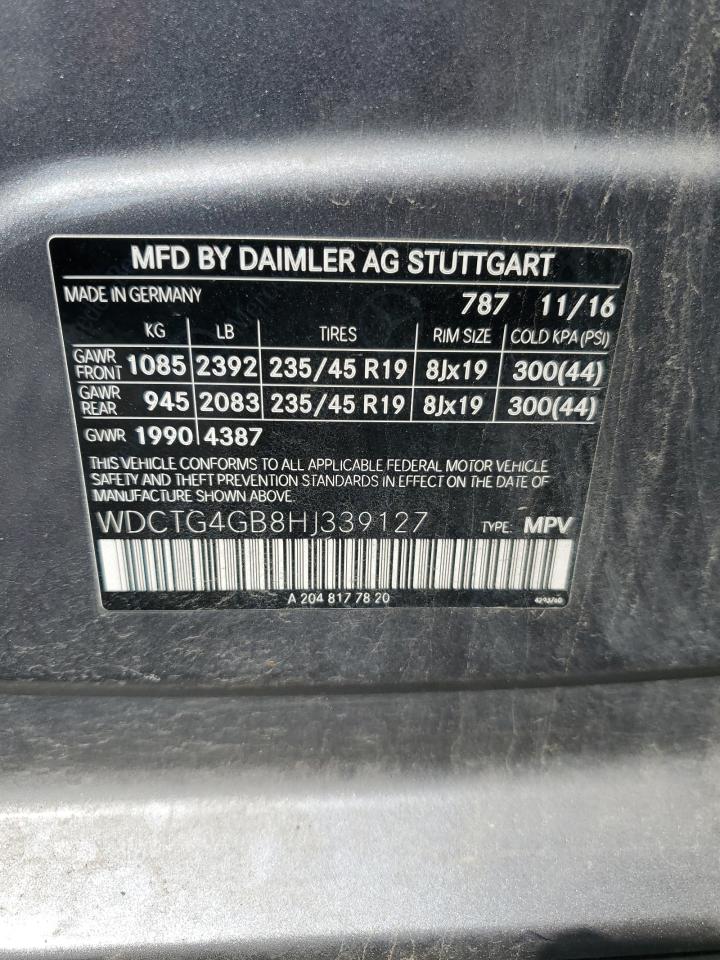 MFD BY DAIMLER AG STUTTGART
MADE IN GERMANY 787 11/16
KG LB TIRES RIM SIZE COLD KPA (PSI)
GAWR FRONT 1085 2392 235/45 R19 8Jx19 300(44)
GAWR REAR 945 2083 235/45 R19 8Jx19 300(44)
GVWR 1990 4387
THIS VEHICLE CONFORMS TO ALL APPLICABLE FEDERAL MOTOR VEHICLE
SAFETY AND THEFT PREVENTION STANDARDS IN EFFECT ON THE
DATE OF MANUFACTURE SHOWN ABOVE.
WDCTG4GB8HJ339127 TYPE: MPV
A 204 817 78 20